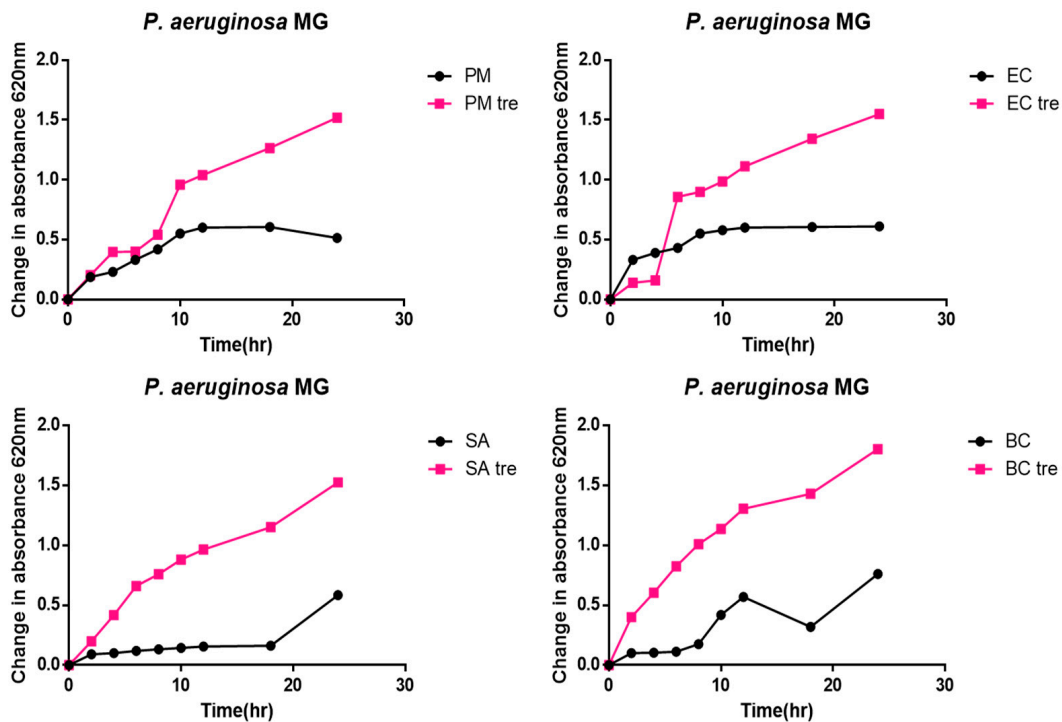 P. aeruginosa MG
Change in absorbance 620nm
2.0
1.5
1.0
0.5
0.0
0 10 20 30
Time(hr)
PM
PM tre
P. aeruginosa MG
Change in absorbance 620nm
2.0
1.5
1.0
0.5
0.0
0 10 20 30
Time(hr)
EC
EC tre
P. aeruginosa MG
Change in absorbance 620nm
2.0
1.5
1.0
0.5
0.0
0 10 20 30
Time(hr)
SA
SA tre
P. aeruginosa MG
Change in absorbance 620nm
2.0
1.5
1.0
0.5
0.0
0 10 20 30
Time(hr)
BC
BC tre